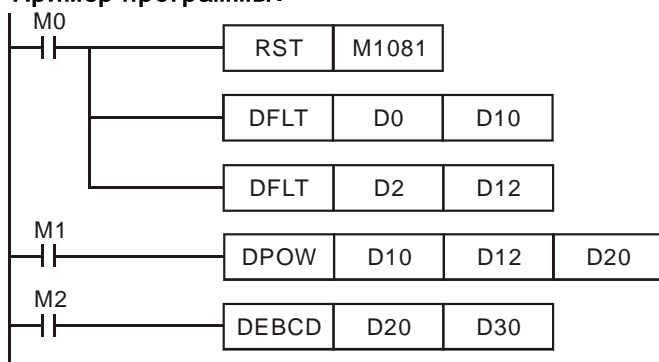 Пример программы:
M0
RST M1081
DFLT D0 D10
DFLT D2 D12
M1
DPOW D10 D12 D20
M2
DEBCD D20 D30